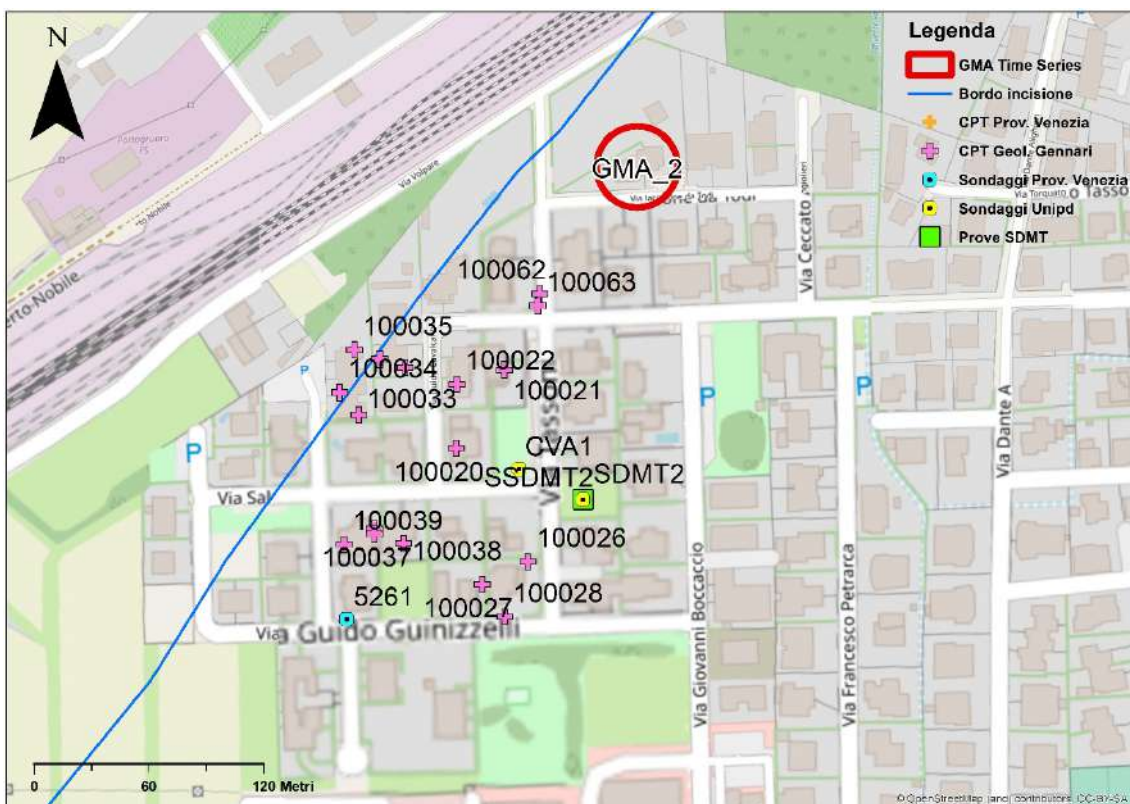 N
Legenda
GMA Time Series
Bordo incisione
CPT Prov. Venezia
CPT Geol. Gennari
Sondaggi Prov. Venezia
Sondaggi Unipd
Prove SDMT
Portogruaro
FS
Via Volpare
GMA_2
Via Torquato
o Tasso
Via Ceccato
100062
100063
100035
100022
100034
100021
100033
P
P
P
P
CVA1
100020
SSDMT2
SDMT2
Via Sal
100039
100026
100037
100038
5261
100028
100027
Via
a Guido Guinizzelli
Via Giovanni Boccaccio
Via Francesco Petrarca
Via Dante A
0
60
120 Metri
© OpenStreetMap (and) contributors, CC-BY-SA